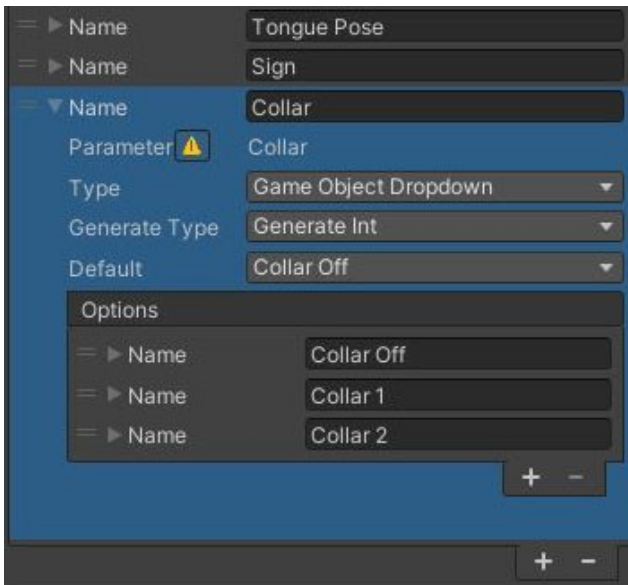 Name Tongue Pose
Name Sign
Name Collar
Parameter Collar
Type Game Object Dropdown
Generate Type Generate Int
Default Collar Off
Options
Name Collar Off
Name Collar 1
Name Collar 2
+ -
+ -